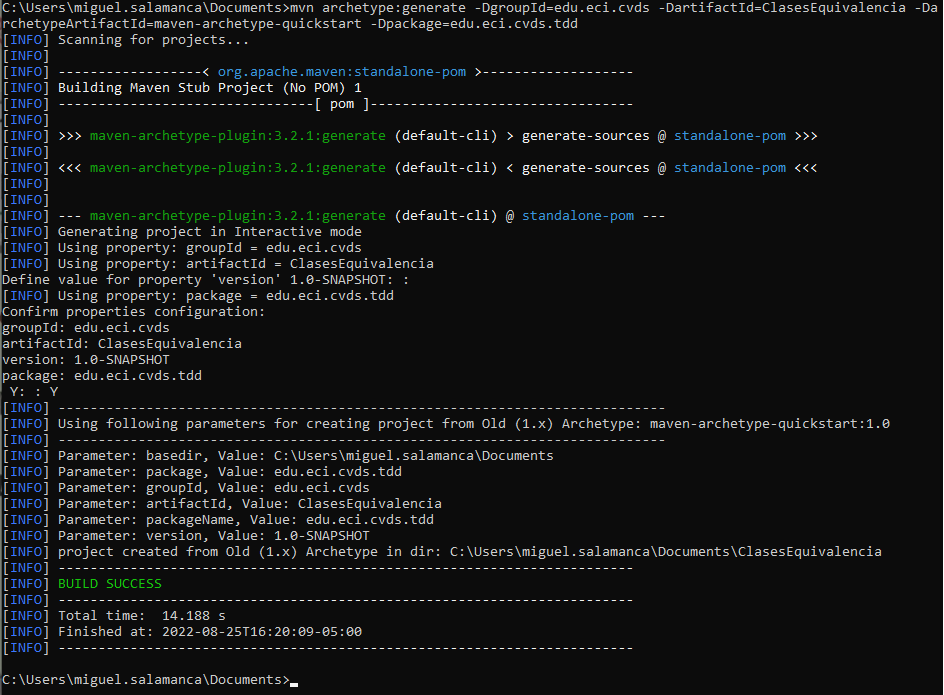 C:\Users\miguel.salamanca\Documents>mvn archetype:generate -DgroupId=edu.eci.cvds -DartifactId=ClasesEquivalencia -Da
rchetypeArtifactId=maven-archetype-quickstart -Dpackage=edu.eci.cvds.tdd
[INFO] Scanning for projects...
[INFO]
[INFO] ------------------< org.apache.maven:standalone-pom >-------------------
[INFO] Building Maven Stub Project (No POM) 1
[INFO] --------------------------------[ pom ]---------------------------------
[INFO]
[INFO] >>> maven-archetype-plugin:3.2.1:generate (default-cli) > generate-sources @ standalone-pom >>>
[INFO]
[INFO] <<< maven-archetype-plugin:3.2.1:generate (default-cli) < generate-sources @ standalone-pom <<<
[INFO]
[INFO]
[INFO] --- maven-archetype-plugin:3.2.1:generate (default-cli) @ standalone-pom ---
[INFO] Generating project in Interactive mode
[INFO] Using property: groupId = edu.eci.cvds
[INFO] Using property: artifactId = ClasesEquivalencia
Define value for property 'version' 1.0-SNAPSHOT: :
[INFO] Using property: package = edu.eci.cvds.tdd
Confirm properties configuration:
groupId: edu.eci.cvds
artifactId: ClasesEquivalencia
version: 1.0-SNAPSHOT
package: edu.eci.cvds.tdd
 Y: : Y
[INFO] ----------------------------------------------------------------------------
[INFO] Using following parameters for creating project from Old (1.x) Archetype: maven-archetype-quickstart:1.0
[INFO] ----------------------------------------------------------------------------
[INFO] Parameter: basedir, Value: C:\Users\miguel.salamanca\Documents
[INFO] Parameter: package, Value: edu.eci.cvds.tdd
[INFO] Parameter: groupId, Value: edu.eci.cvds
[INFO] Parameter: artifactId, Value: ClasesEquivalencia
[INFO] Parameter: packageName, Value: edu.eci.cvds.tdd
[INFO] Parameter: version, Value: 1.0-SNAPSHOT
[INFO] project created from Old (1.x) Archetype in dir: C:\Users\miguel.salamanca\Documents\ClasesEquivalencia
[INFO] ------------------------------------------------------------------------
[INFO] BUILD SUCCESS
[INFO] ------------------------------------------------------------------------
[INFO] Total time:  14.188 s
[INFO] Finished at: 2022-08-25T16:20:09-05:00
[INFO] ------------------------------------------------------------------------
C:\Users\miguel.salamanca\Documents>